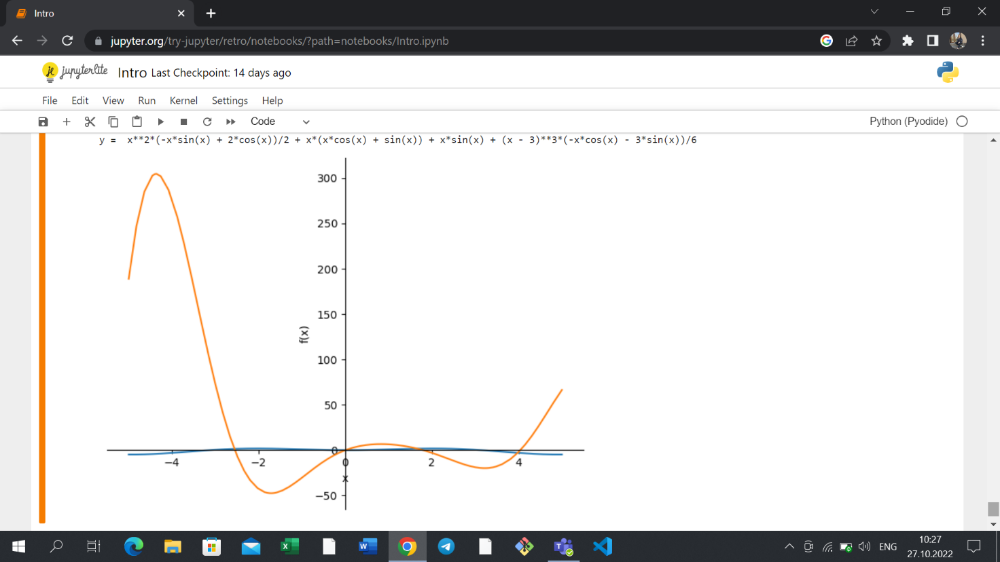 Intro
jupyter.org/try-jupyter/retro/notebooks/?path=notebooks/Intro.ipynb
jupyterlite Intro Last Checkpoint: 14 days ago
File Edit View Run Kernel Settings Help
Code Python (Pyodide)
y = x**2*(-x*sin(x) + 2*cos(x))/2 + x*(x*cos(x) + sin(x)) + x*sin(x) + (x - 3)**3*(-x*cos(x) - 3*sin(x))/6
300
250
200
150
f(x)
100
50
0
−4 −2 0 2 4
x
−50
ENG
10:27
27.10.2022